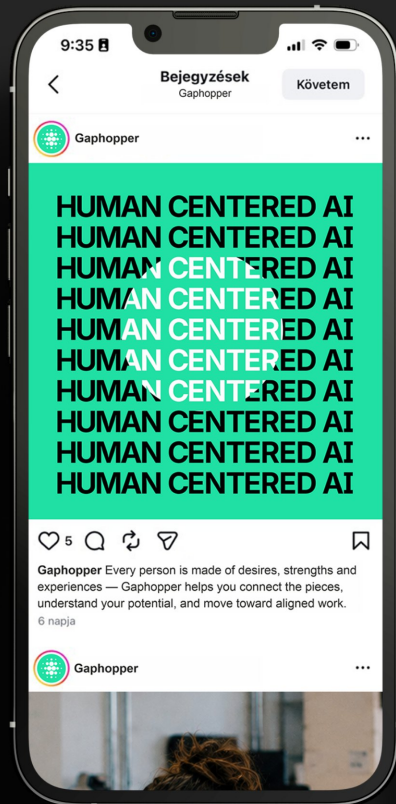 9:35
Bejegyzések
Gaphopper
Követem
Gaphopper
HUMAN CENTERED AI
HUMAN CENTERED AI
HUMAN CENTERED AI
HUMAN CENTERED AI
HUMAN CENTERED AI
HUMAN CENTERED AI
HUMAN CENTERED AI
HUMAN CENTERED AI
HUMAN CENTERED AI
HUMAN CENTERED AI
5
Gaphopper Every person is made of desires, strengths and
experiences — Gaphopper helps you connect the pieces,
understand your potential, and move toward aligned work.
6 napja
Gaphopper